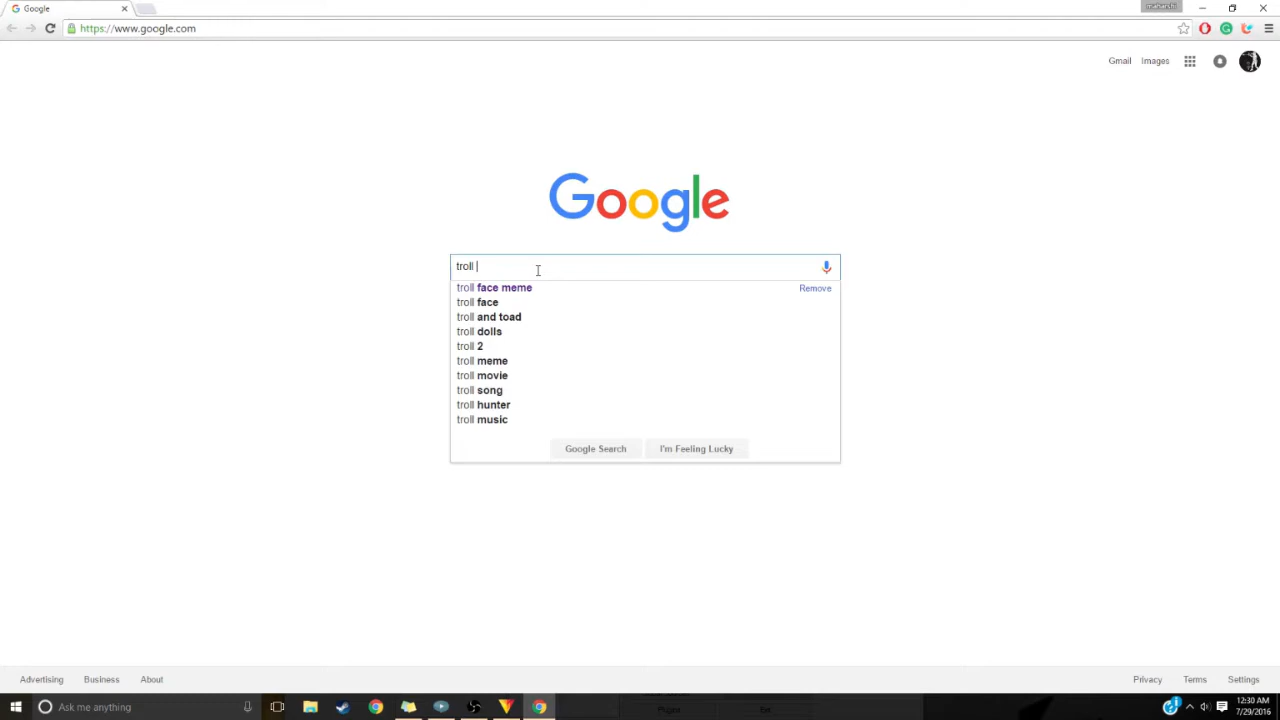 Google
maharshi
https://www.google.com
Gmail Images
Google
troll
troll face meme Remove
troll face
troll and toad
troll dolls
troll 2
troll meme
troll movie
troll song
troll hunter
troll music
Google Search I'm Feeling Lucky
Advertising Business About Privacy Terms Settings
Ask me anything
12:30 AM
7/29/2016